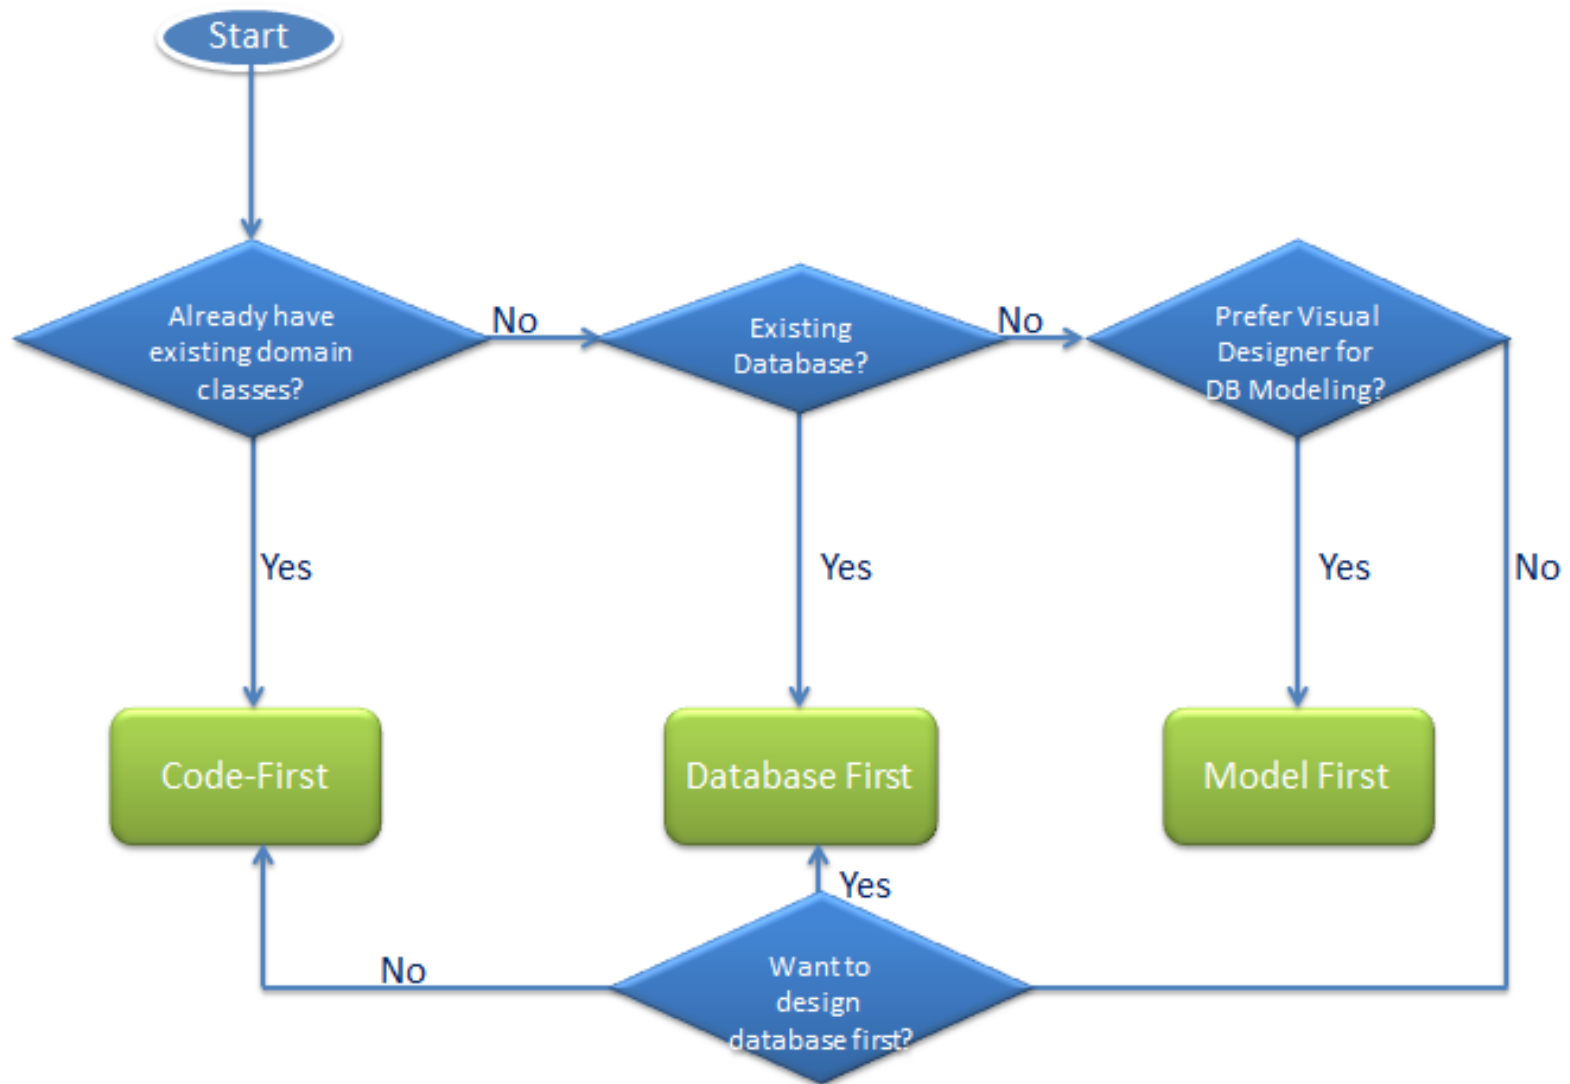 Start
Already have
existing domain
classes?
No
Existing
Database?
No
Prefer Visual
Designer for
DB Modeling?
Yes
Yes
Yes
No
Code-First
Database First
Model First
Yes
No
Want to
design
database first?